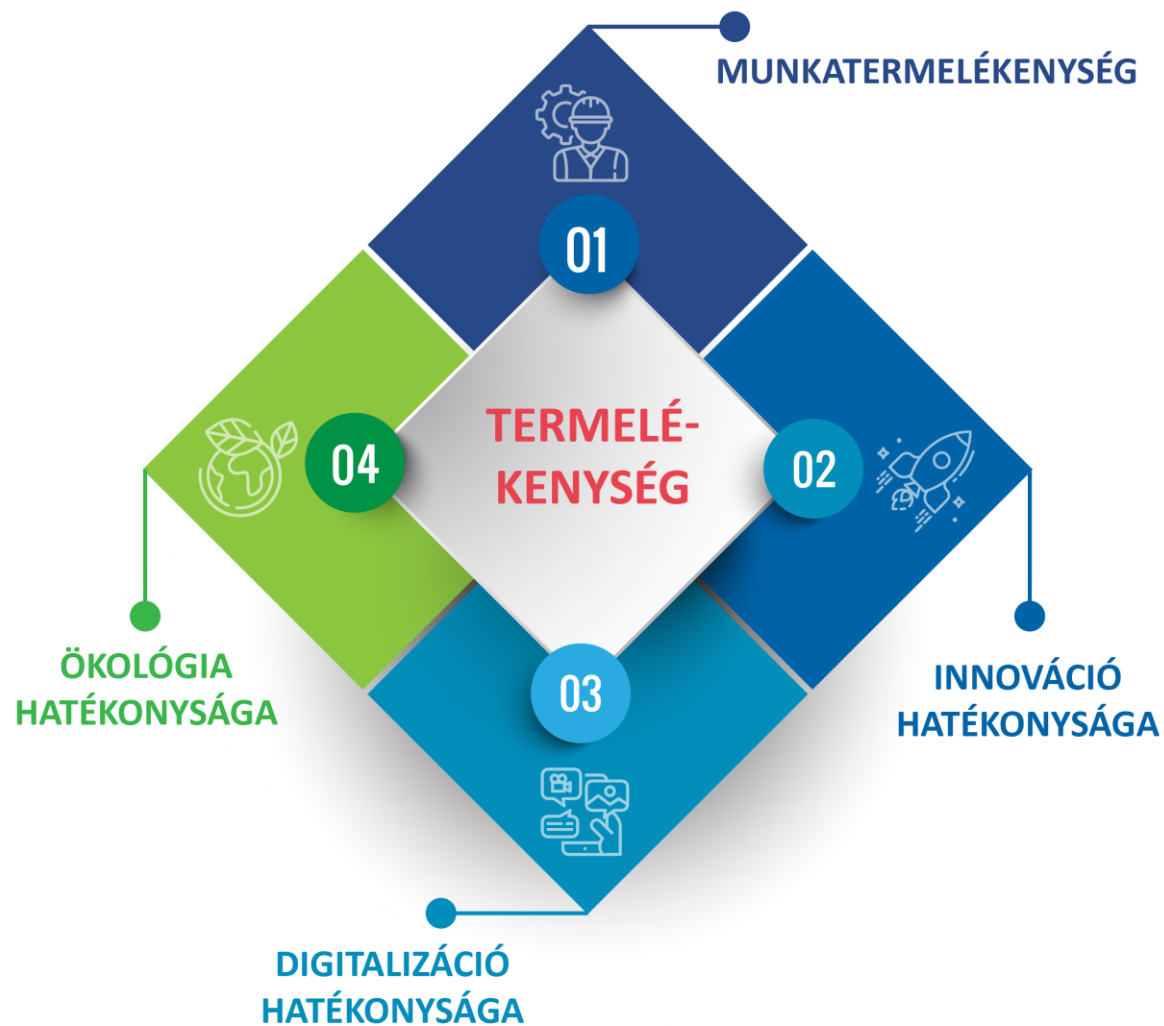 MUNKATERMELÉKENYSÉG
01
TERMELÉ-
KENYSÉG
02
04
03
ÖKOLÓGIA
HATÉKONYSÁGA
INNOVÁCIÓ
HATÉKONYSÁGA
DIGITALIZÁCIÓ
HATÉKONYSÁGA